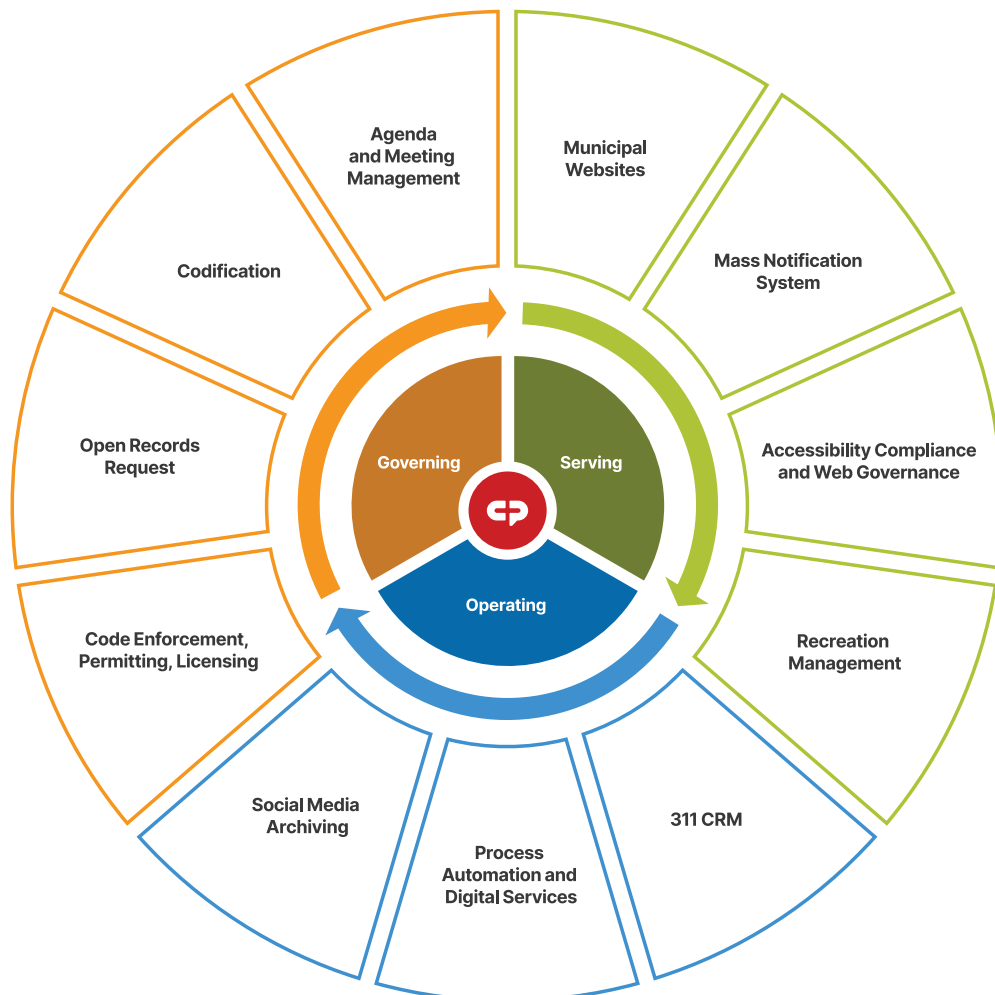 Agenda
and Meeting
Management
Municipal
Websites
Mass Notification
System
Accessibility Compliance
and Web Governance
Recreation
Management
311 CRM
Process
Automation and
Digital Services
Social Media
Archiving
Code Enforcement,
Permitting, Licensing
Open Records
Request
Codification
Governing
Serving
Operating